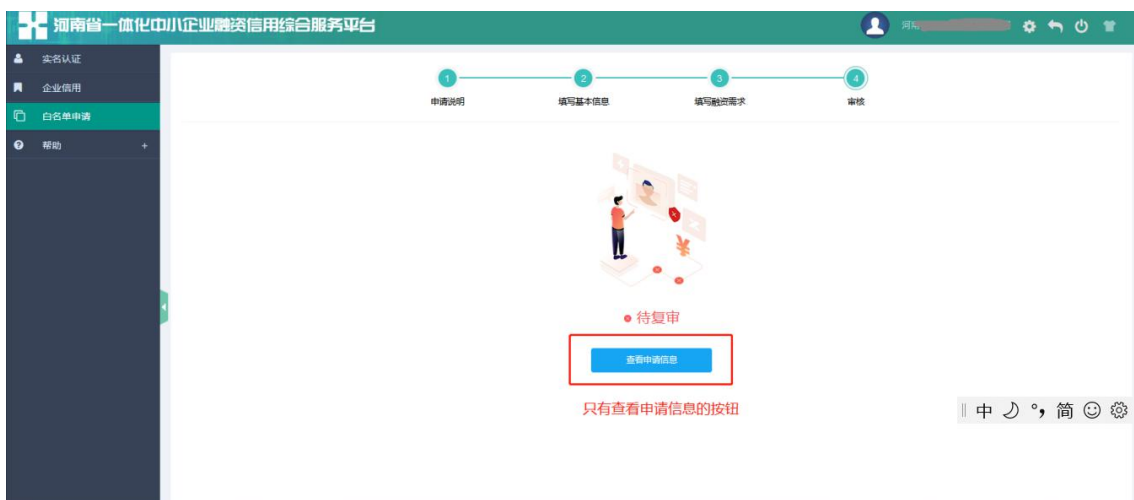 河南省一体化中小企业融资信用综合服务平台
河南
实名认证
企业信用
白名单申请
帮助 +
1 2 3 4
申请说明 填写基本信息 填写融资需求 审核
¥
待复审
查看申请信息
只有查看申请信息的按钮
中 °, 简